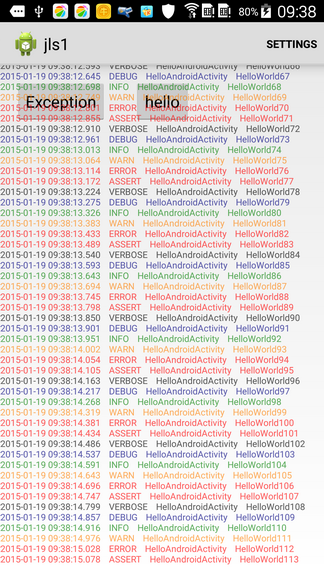 80% 09:38
jls1 SETTINGS
2015-01-19 09:38:12.593 VERBOSE HelloAndroidActivity HelloWorld66
2015-01-19 09:38:12.645 DEBUG HelloAndroidActivity HelloWorld67
2015-01-19 09:38:12.698 INFO HelloAndroidActivity HelloWorld68
WARN HelloWorld69
Exception hello
ERROR HelloWorld70
2015-01-19 09:38:12.855 ASSERT HelloAndroidActivity HelloWorld71
2015-01-19 09:38:12.910 VERBOSE HelloAndroidActivity HelloWorld72
2015-01-19 09:38:12.961 DEBUG HelloAndroidActivity HelloWorld73
2015-01-19 09:38:13.013 INFO HelloAndroidActivity HelloWorld74
2015-01-19 09:38:13.064 WARN HelloAndroidActivity HelloWorld75
2015-01-19 09:38:13.114 ERROR HelloAndroidActivity HelloWorld76
2015-01-19 09:38:13.172 ASSERT HelloAndroidActivity HelloWorld77
2015-01-19 09:38:13.224 VERBOSE HelloAndroidActivity HelloWorld78
2015-01-19 09:38:13.275 DEBUG HelloAndroidActivity HelloWorld79
2015-01-19 09:38:13.326 INFO HelloAndroidActivity HelloWorld80
2015-01-19 09:38:13.383 WARN HelloAndroidActivity HelloWorld81
2015-01-19 09:38:13.433 ERROR HelloAndroidActivity HelloWorld82
2015-01-19 09:38:13.489 ASSERT HelloAndroidActivity HelloWorld83
2015-01-19 09:38:13.540 VERBOSE HelloAndroidActivity HelloWorld84
2015-01-19 09:38:13.593 DEBUG HelloAndroidActivity HelloWorld85
2015-01-19 09:38:13.643 INFO HelloAndroidActivity HelloWorld86
2015-01-19 09:38:13.694 WARN HelloAndroidActivity HelloWorld87
2015-01-19 09:38:13.745 ERROR HelloAndroidActivity HelloWorld88
2015-01-19 09:38:13.798 ASSERT HelloAndroidActivity HelloWorld89
2015-01-19 09:38:13.850 VERBOSE HelloAndroidActivity HelloWorld90
2015-01-19 09:38:13.901 DEBUG HelloAndroidActivity HelloWorld91
2015-01-19 09:38:13.951 INFO HelloAndroidActivity HelloWorld92
2015-01-19 09:38:14.002 WARN HelloAndroidActivity HelloWorld93
2015-01-19 09:38:14.054 ERROR HelloAndroidActivity HelloWorld94
2015-01-19 09:38:14.105 ASSERT HelloAndroidActivity HelloWorld95
2015-01-19 09:38:14.163 VERBOSE HelloAndroidActivity HelloWorld96
2015-01-19 09:38:14.217 DEBUG HelloAndroidActivity HelloWorld97
2015-01-19 09:38:14.268 INFO HelloAndroidActivity HelloWorld98
2015-01-19 09:38:14.319 WARN HelloAndroidActivity HelloWorld99
2015-01-19 09:38:14.381 ERROR HelloAndroidActivity HelloWorld100
2015-01-19 09:38:14.434 ASSERT HelloAndroidActivity HelloWorld101
2015-01-19 09:38:14.486 VERBOSE HelloAndroidActivity HelloWorld102
2015-01-19 09:38:14.537 DEBUG HelloAndroidActivity HelloWorld103
2015-01-19 09:38:14.591 INFO HelloAndroidActivity HelloWorld104
2015-01-19 09:38:14.643 WARN HelloAndroidActivity HelloWorld105
2015-01-19 09:38:14.696 ERROR HelloAndroidActivity HelloWorld106
2015-01-19 09:38:14.747 ASSERT HelloAndroidActivity HelloWorld107
2015-01-19 09:38:14.799 VERBOSE HelloAndroidActivity HelloWorld108
2015-01-19 09:38:14.857 DEBUG HelloAndroidActivity HelloWorld109
2015-01-19 09:38:14.916 INFO HelloAndroidActivity HelloWorld110
2015-01-19 09:38:14.976 WARN HelloAndroidActivity HelloWorld111
2015-01-19 09:38:15.028 ERROR HelloAndroidActivity HelloWorld112
2015-01-19 09:38:15.078 ASSERT HelloAndroidActivity HelloWorld113